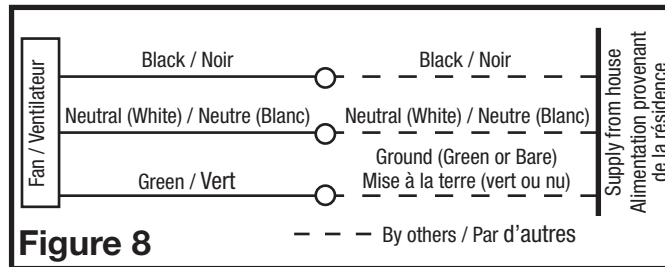 Fan / Ventilateur
Black / Noir
Black / Noir
Neutral (White) / Neutre (Blanc)
Neutral (White) / Neutre (Blanc)
Green / Vert
Ground (Green or Bare)
Mise à la terre (vert ou nu)
Supply from house
Alimentation provenant
de la résidence
By others / Par d'autres
Figure 8